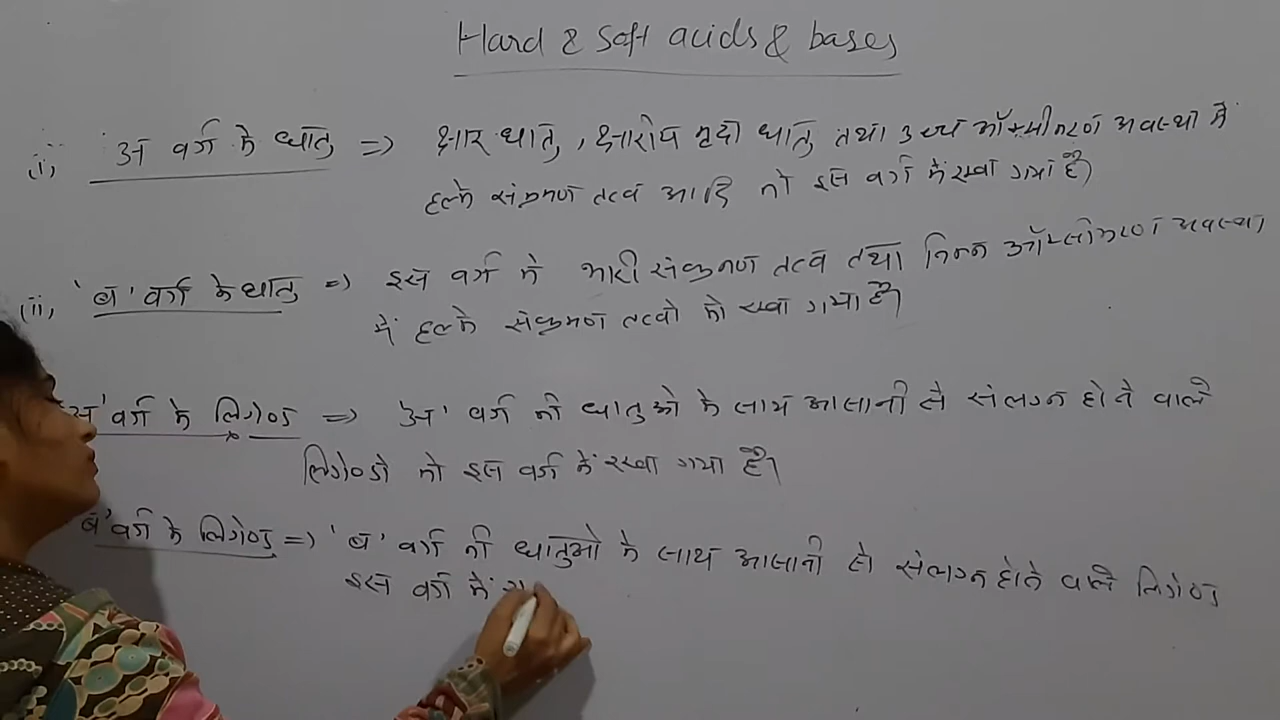 Hard & Soft acids & bases
(i) 'अ वर्ग के धातु => क्षार धातु, क्षारीय मृदा धातु तथा उच्च ऑक्सीकरण अवस्था में
हल्के संक्रमण तत्व आदि को इस वर्ग में रखा गया है।
(ii) 'ब' वर्ग के धातु => इस वर्ग में भारी संक्रमण तत्व तथा निम्न ऑक्सीकरण अवस्था
में हल्के संक्रमण तत्वो को रखा गया है।
अ' वर्ग के लिगेण्ड => 'अ' वर्ग की धातुओ के साथ आसानी से संलग्न होने वाले
लिगेण्डो को इस वर्ग में रखा गया है।
ब' वर्ग के लिगेण्ड => 'ब' वर्ग की धातुओ के साथ आसानी से संलग्न होने वाले लिगेण्ड
इस वर्ग में